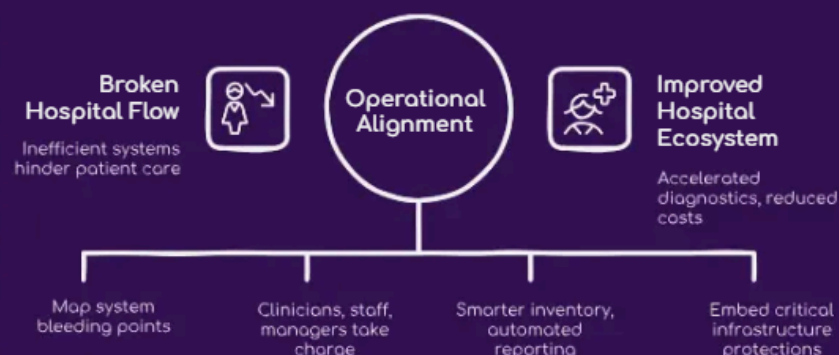 Broken
Hospital Flow
Inefficient systems
hinder patient care
Operational
Alignment
Improved
Hospital
Ecosystem
Accelerated
diagnostics, reduced
costs
Map system
bleeding points
Clinicians, staff,
managers take
charge
Smarter inventory,
automated
reporting
Embed critical
infrastructure
protections